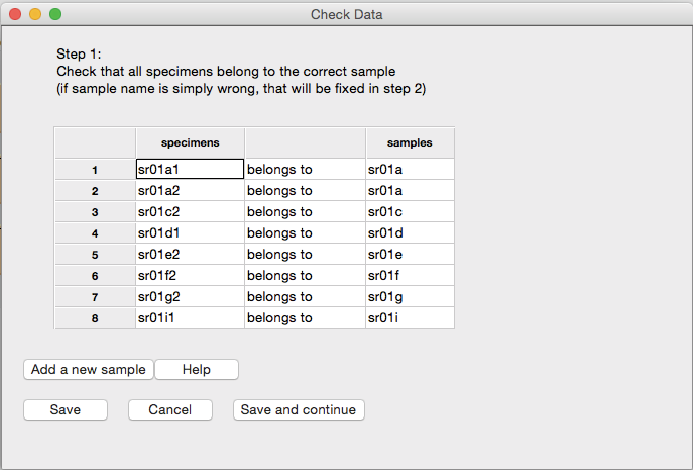 Check Data
Step 1:
Check that all specimens belong to the correct sample
(if sample name is simply wrong, that will be fixed in step 2)
specimens samples
1 sr01a1 belongs to sr01a
2 sr01a2 belongs to sr01a
3 sr01c2 belongs to sr01c
4 sr01d1 belongs to sr01d
5 sr01e2 belongs to sr01e
6 sr01f2 belongs to sr01f
7 sr01g2 belongs to sr01g
8 sr01i1 belongs to sr01i
Add a new sample Help
Save Cancel Save and continue